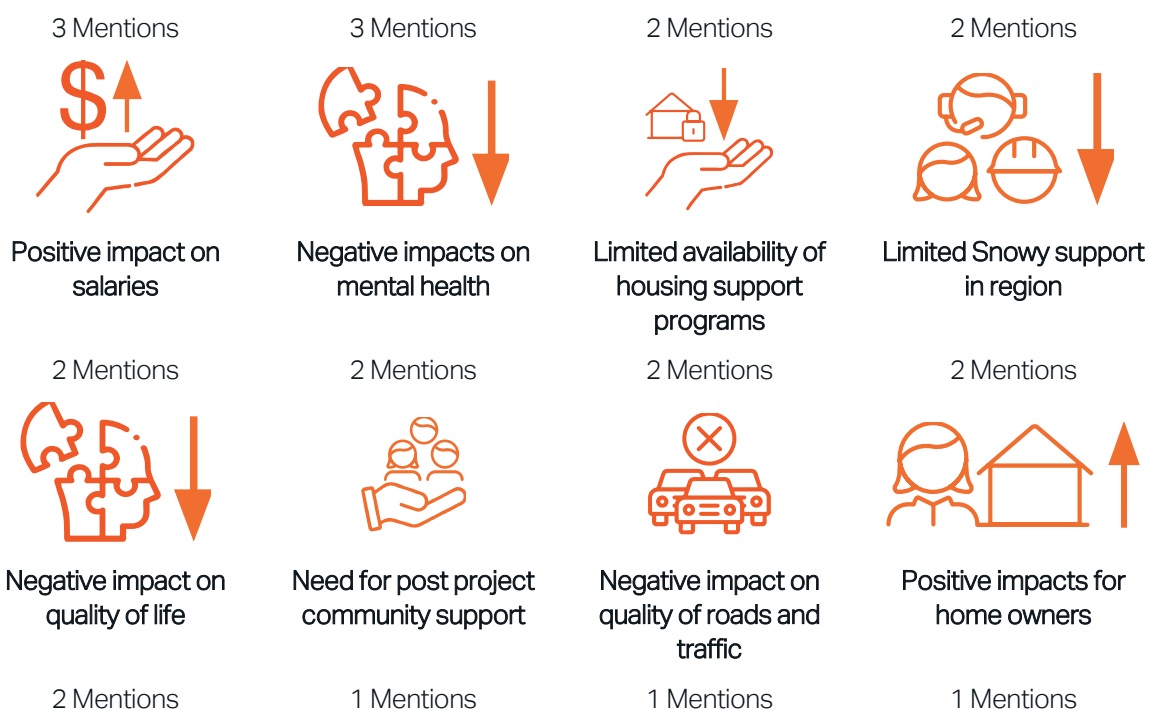 3 Mentions
3 Mentions
2 Mentions
2 Mentions
$
Positive impact on
salaries
Negative impacts on
mental health
Limited availability of
housing support
programs
Limited Snowy support
in region
2 Mentions
2 Mentions
2 Mentions
2 Mentions
Negative impact on
quality of life
Need for post project
community support
Negative impact on
quality of roads and
traffic
Positive impacts for
home owners
2 Mentions
1 Mentions
1 Mentions
1 Mentions